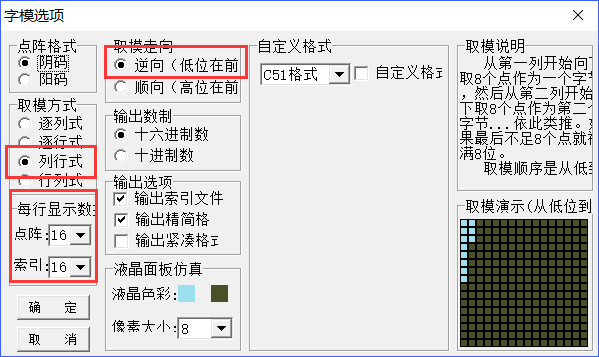 字模选项
点阵格式
阴码
阳码
取模方式
逐列式
逐行式
列行式
行列式
每行显示数
点阵:16
索引:16
确 定
取 消
取模走向
逆向(低位在前
顺向(高位在前
输出数制
十六进制数
十进制数
输出选项
输出索引文件
输出精简格
输出紧凑格式
液晶面板仿真
液晶色彩:
像素大小:8
自定义格式
C51格式
自定义格式
取模说明
从第一列开始向下
取8个点作为一个字节
,然后从第二列开始
下取8个点作为第二个
字节...依此类推。如
果最后不足8个点就补
满8位。
取模顺序是从低到
取模演示(从低位到